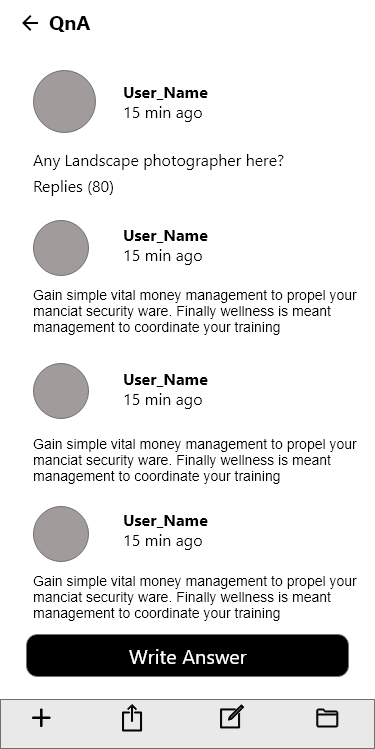 QnA
User_Name
15 min ago
Any Landscape photographer here?
Replies (80)
User_Name
15 min ago
Gain simple vital money management to propel your
manciat security ware. Finally wellness is meant
management to coordinate your training
User_Name
15 min ago
Gain simple vital money management to propel your
manciat security ware. Finally wellness is meant
management to coordinate your training
User_Name
15 min ago
Gain simple vital money management to propel your
manciat security ware. Finally wellness is meant
management to coordinate your training
Write Answer